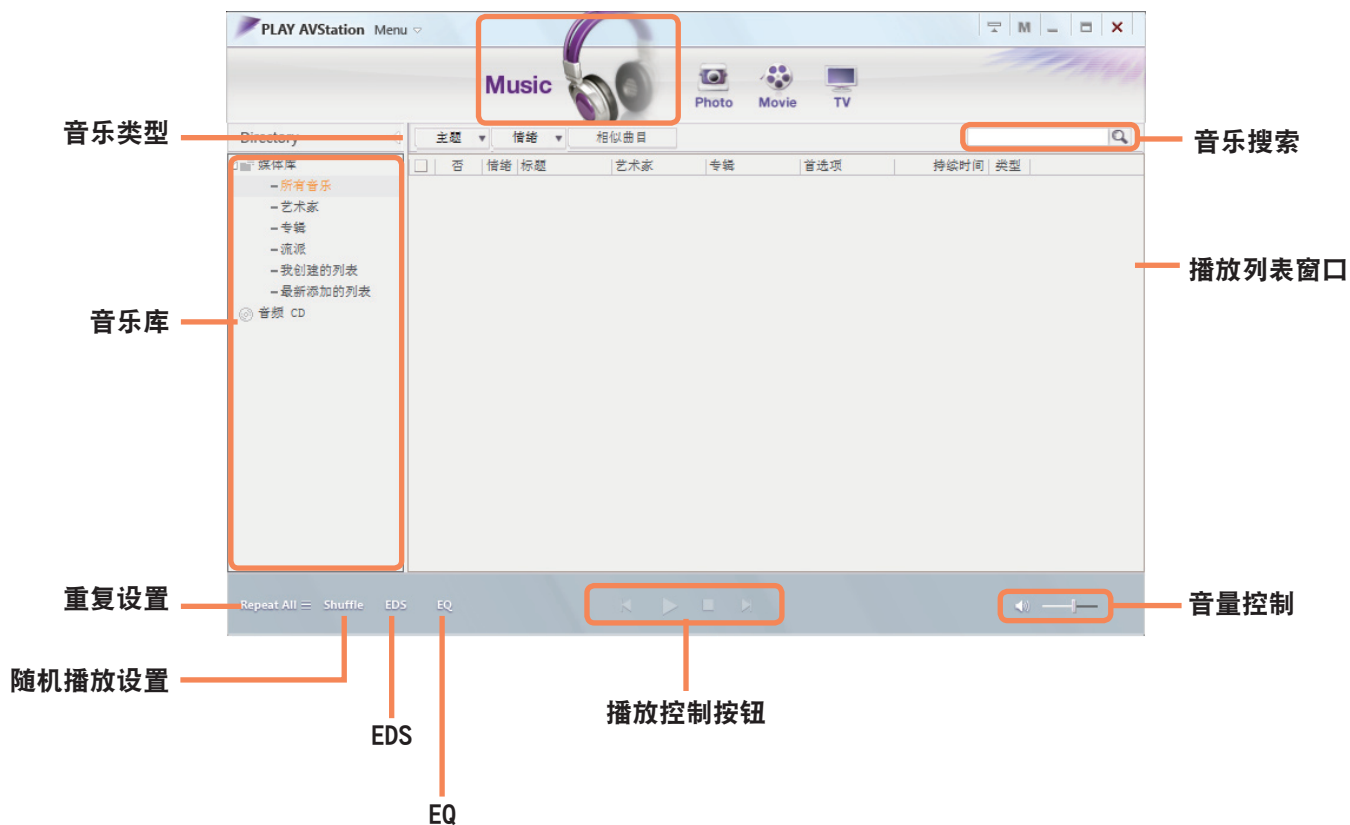 PLAY AVStation Menu
M
Music
Photo Movie TV
音乐类型
Directory
主题 情绪 相似曲目
音乐搜索
媒体库
否 情绪 标题 艺术家 专辑 首选项 持续时间 类型
所有音乐
艺术家
专辑
流派
我创建的列表
最新添加的列表
音频 CD
音乐库
播放列表窗口
重复设置
Repeat All Shuffle EDS EQ
音量控制
随机播放设置
播放控制按钮
EDS
EQ